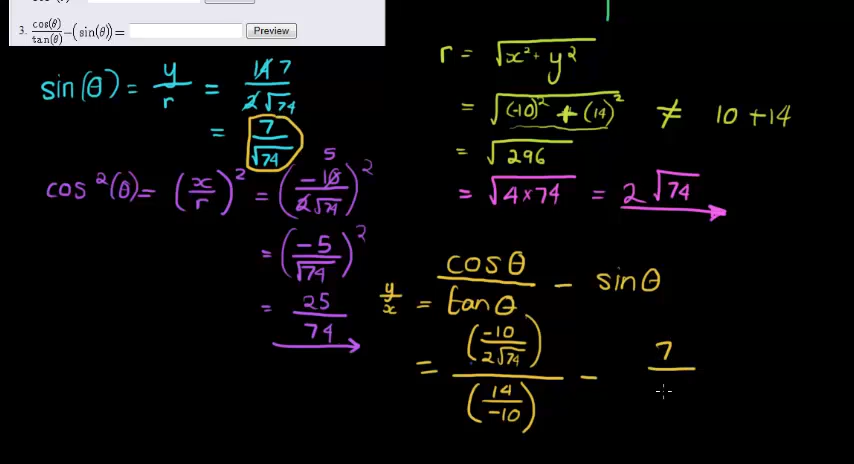 3. cos(θ)/tan(θ) −(sin(θ))= Preview
sin(θ) = y/r = 14 7/2√74
= 7/√74
cos²(θ) = (x/r)² = (−10 5/2√74)²
= (−5/√74)²
= 25/74
r = √x² + y²
= √(-10)² + (14)² ≠ 10 + 14
= √296
= √4 × 74 = 2√74
y/x = cosθ/tanθ − sinθ
= (−10/2√74)/(14/−10) − 7